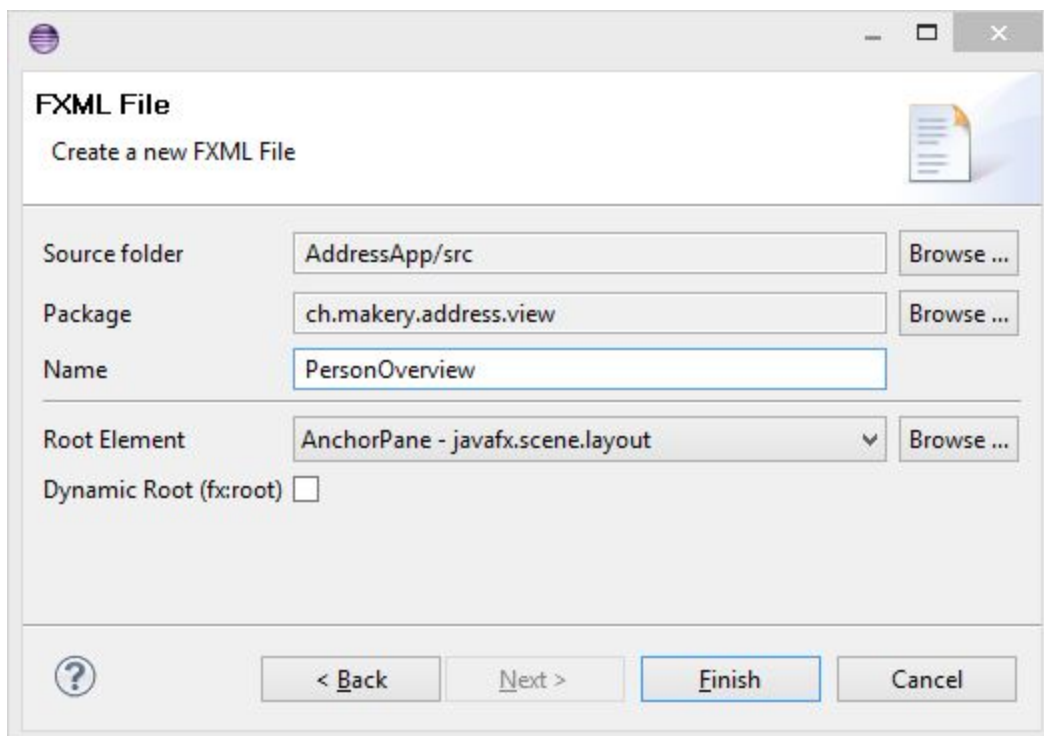 FXML File
Create a new FXML File
Source folder AddressApp/src Browse ...
Package ch.makery.address.view Browse ...
Name PersonOverview
Root Element AnchorPane - javafx.scene.layout Browse ...
Dynamic Root (fx:root)
? < Back Next > Finish Cancel